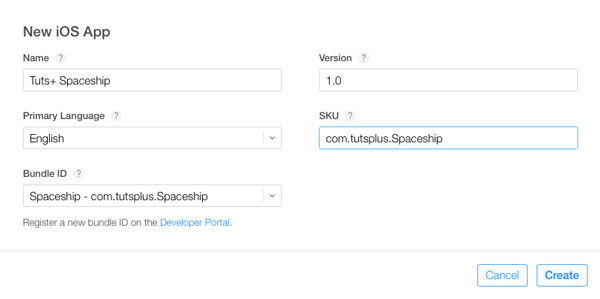 New iOS App
Name ?
Version ?
Tuts+ Spaceship
1.0
Primary Language ?
SKU ?
English
com.tutsplus.Spaceship
Bundle ID ?
Spaceship - com.tutsplus.Spaceship
Register a new bundle ID on the Developer Portal.
Cancel
Create